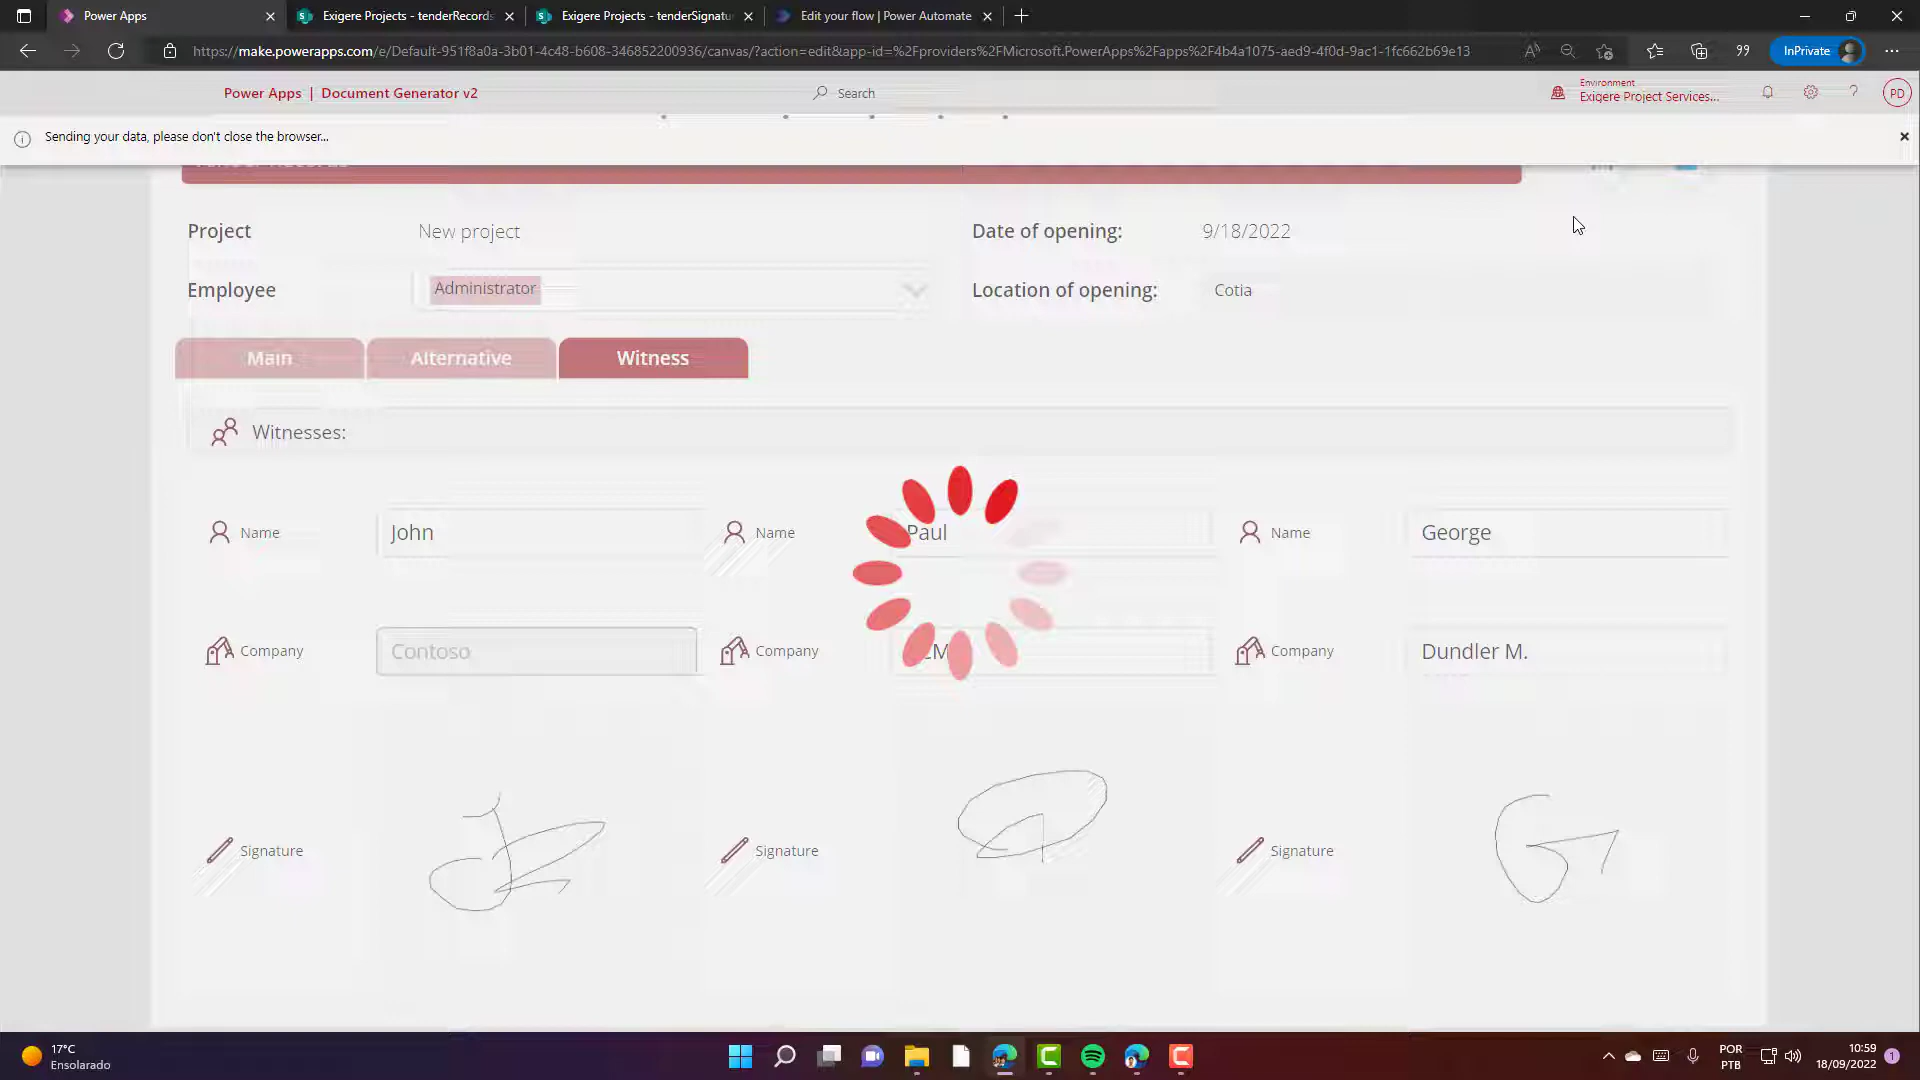 Power Apps
Exigere Projects - tenderRecords
Exigere Projects - tenderSignatu
Edit your flow | Power Automate
https://make.powerapps.com/e/Default-951f8a0a-3b01-4c48-b608-346852200936/canvas/?action=edit&app-id=%2Fproviders%2FMicrosoft.PowerApps%2Fapps%2F4b4a1075-aed9-4f0d-9ac1-1fc662b69e13
InPrivate
Power Apps | Document Generator v2
Search
Environment
Exigere Project Services...
PD
Sending your data, please don't close the browser...
Project
New project
Date of opening:
9/18/2022
Employee
Administrator
Location of opening:
Cotia
Main
Alternative
Witness
Witnesses:
Name
John
Name
Paul
Name
George
Company
Contoso
Company
Company
Dundler M.
Signature
Signature
Signature
17°C
Ensolarado
POR
PTB
10:59
18/09/2022
1